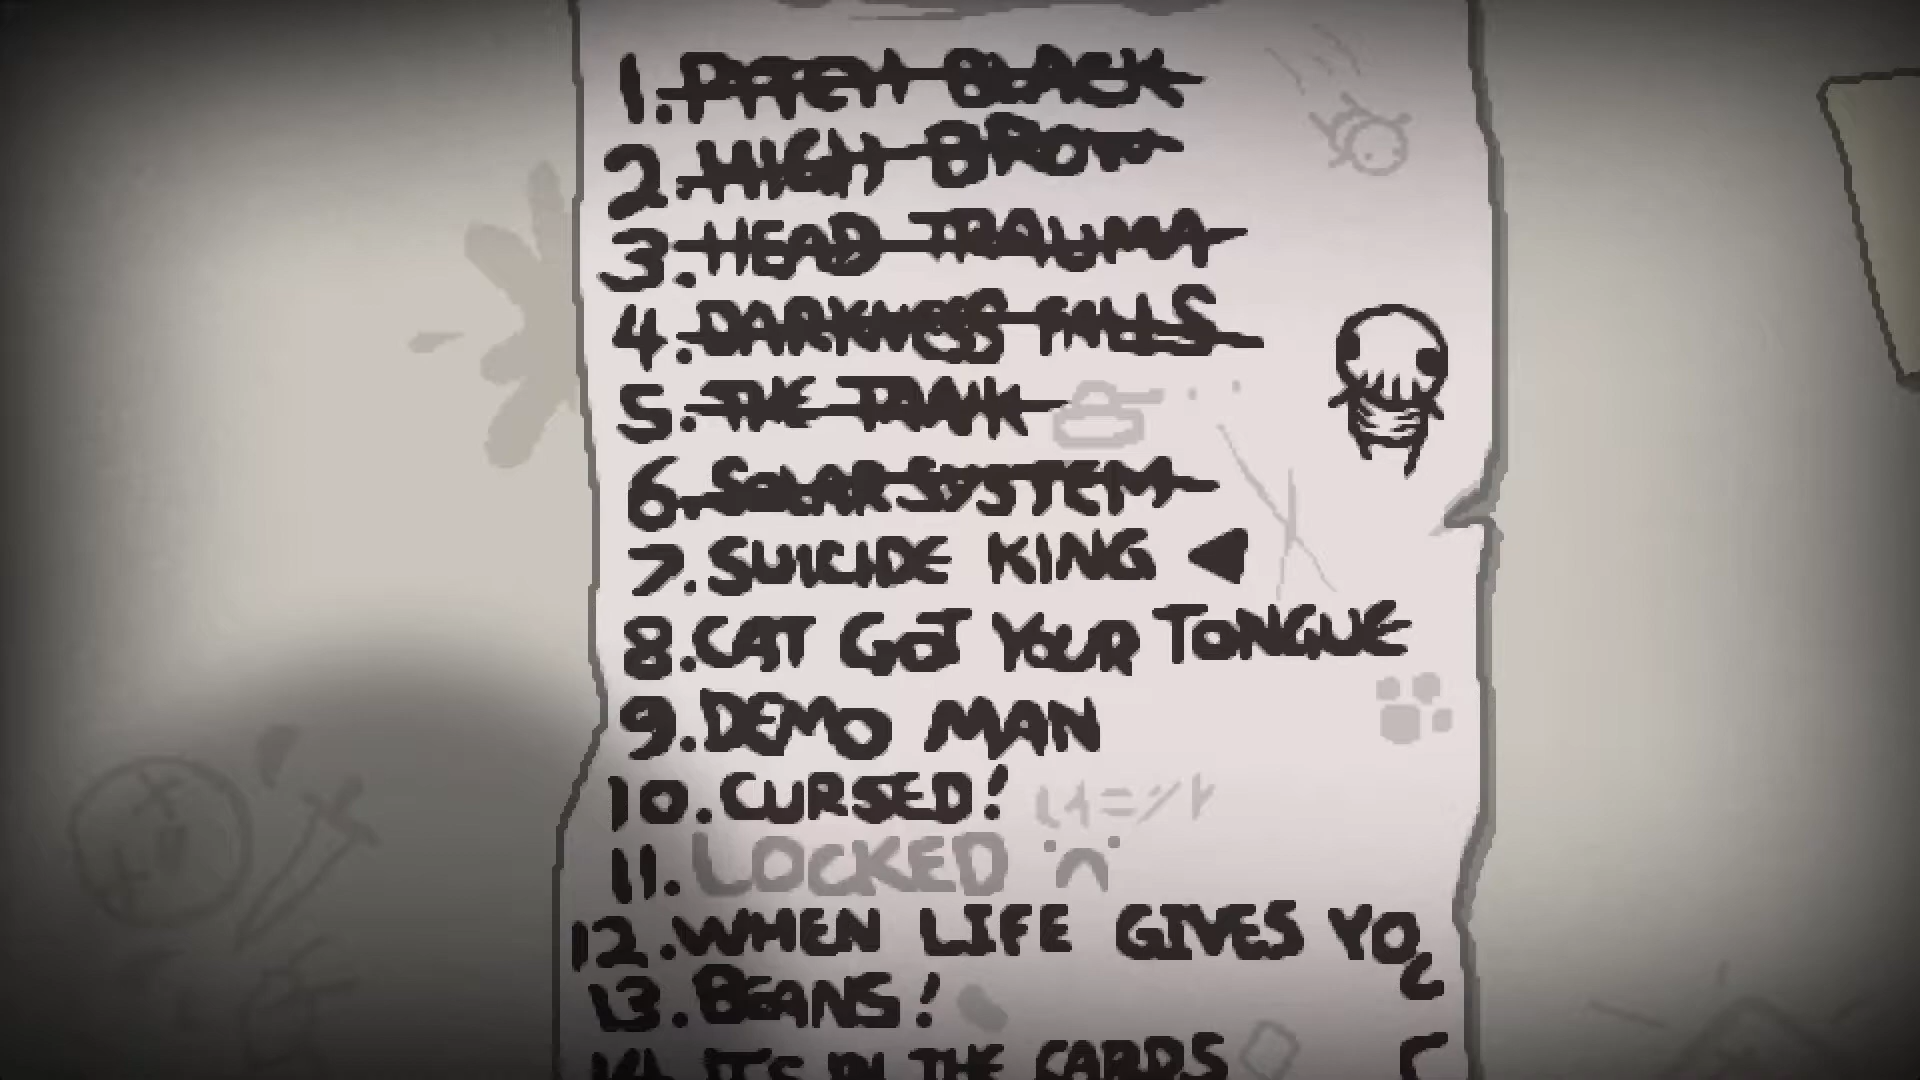 1. PITCH BLACK
2. HIGH BROW
3. HEAD TRAUMA
4. DARKNESS FALLS
5. THE TANK
6. SOLAR SYSTEM
7. SUICIDE KING
8. CAT GOT YOUR TONGUE
9. DEMO MAN
10. CURSED!
11. LOCKED
12. WHEN LIFE GIVES YO
13. BEANS!
14. IT'S IN THE CARDS